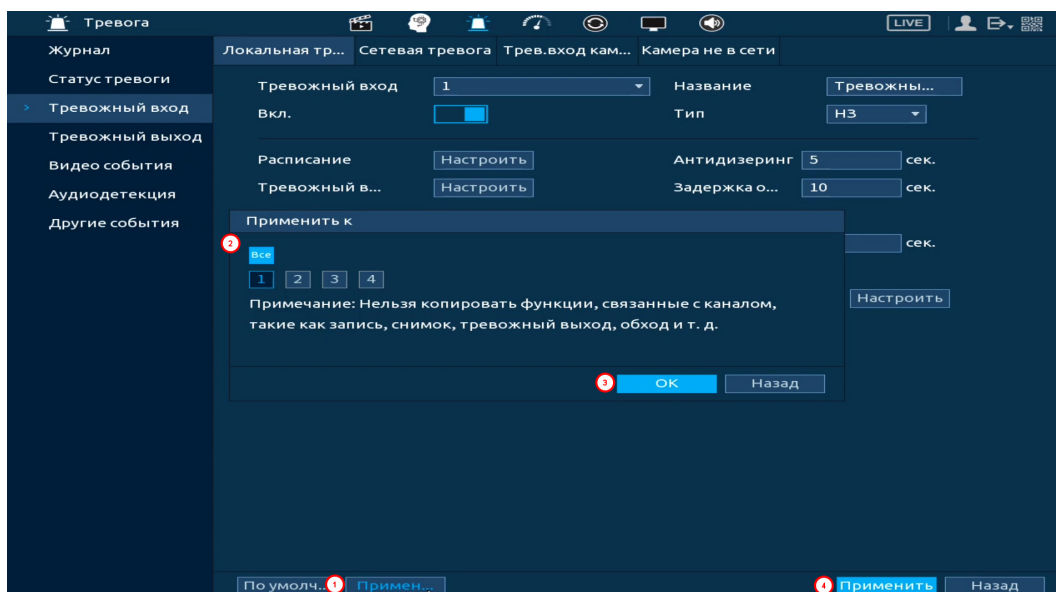 Тревога
LIVE
Журнал
Локальная тр... Сетевая тревога Трев.вход кам... Камера не в сети
Статус тревоги
Тревожный вход 1 Название Тревожны...
Тревожный вход
Вкл. Тип НЗ
Тревожный выход
Видео события
Расписание Настроить Антидизеринг 5 сек.
Аудиодетекция
Тревожный в... Настроить Задержка о... 10 сек.
Другие события
Применить к
2
сек.
Все
1 2 3 4
Настроить
Примечание: Нельзя копировать функции, связанные с каналом,
такие как запись, снимок, тревожный выход, обход и т. д.
3 OK Назад
По умолч... 1 Примен... 4 Применить Назад